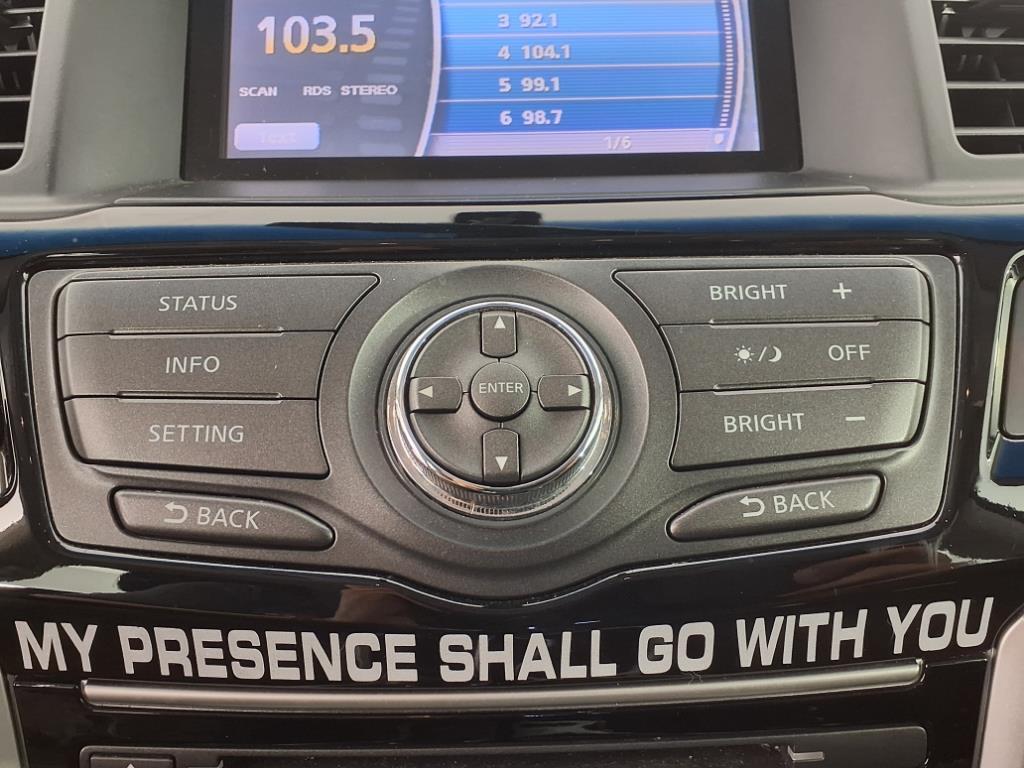 103.5
SCAN RDS STEREO
Text
3 92.1
4 104.1
5 99.1
6 98.7
1/6
STATUS
INFO
SETTING
BACK
ENTER
BRIGHT +
/ OFF
BRIGHT −
BACK
MY PRESENCE SHALL GO WITH YOU